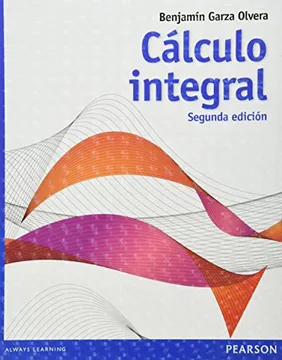 Benjamín Garza Olvera
Cálculo
integral
Segunda edición
ALWAYS LEARNING
PEARSON